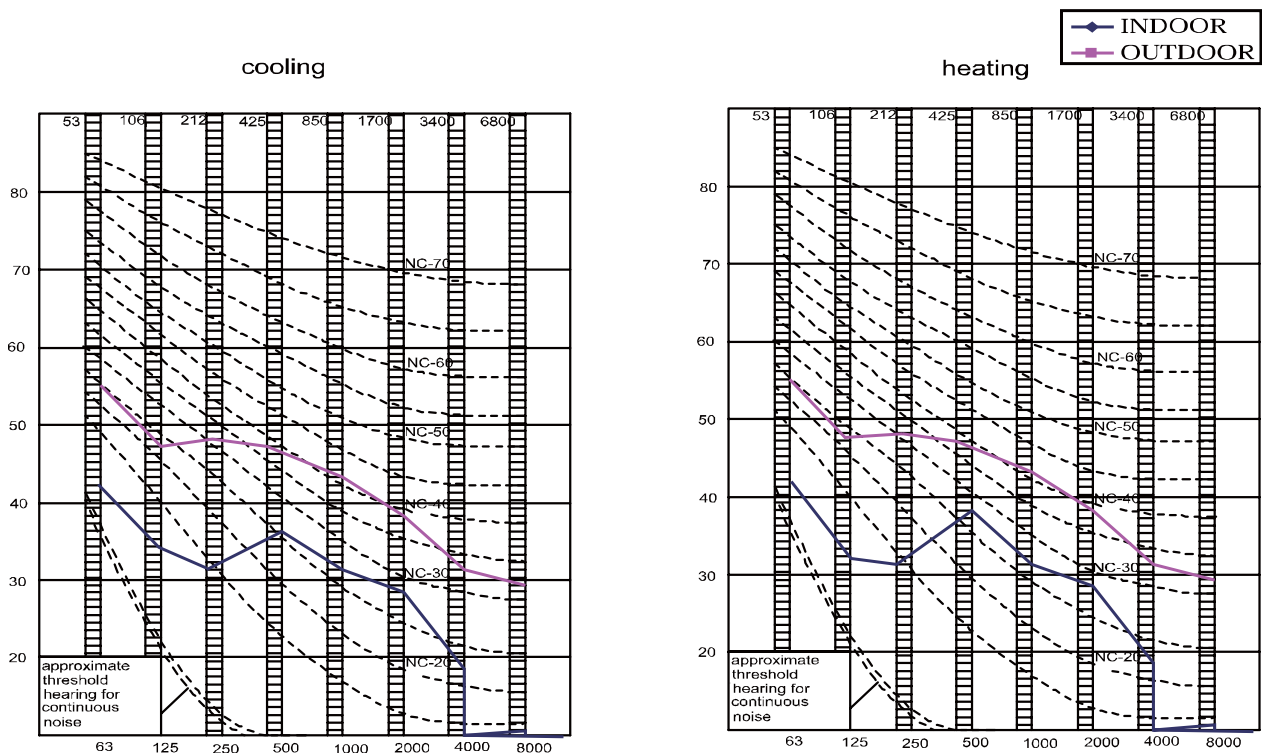 INDOOR
OUTDOOR
cooling
53 106 212 425 850 1700 3400 6800
80
70
60
50
40
30
20
NC-70
NC-60
NC-50
NC-40
NC-30
NC-20
approximate
threshold
hearing for
continuous
noise
63 125 250 500 1000 2000 4000 8000
heating
53 106 212 425 850 1700 3400 6800
80
70
60
50
40
30
20
NC-70
NC-60
NC-50
NC-40
NC-30
NC-20
approximate
threshold
hearing for
continuous
noise
63 125 250 500 1000 2000 4000 8000